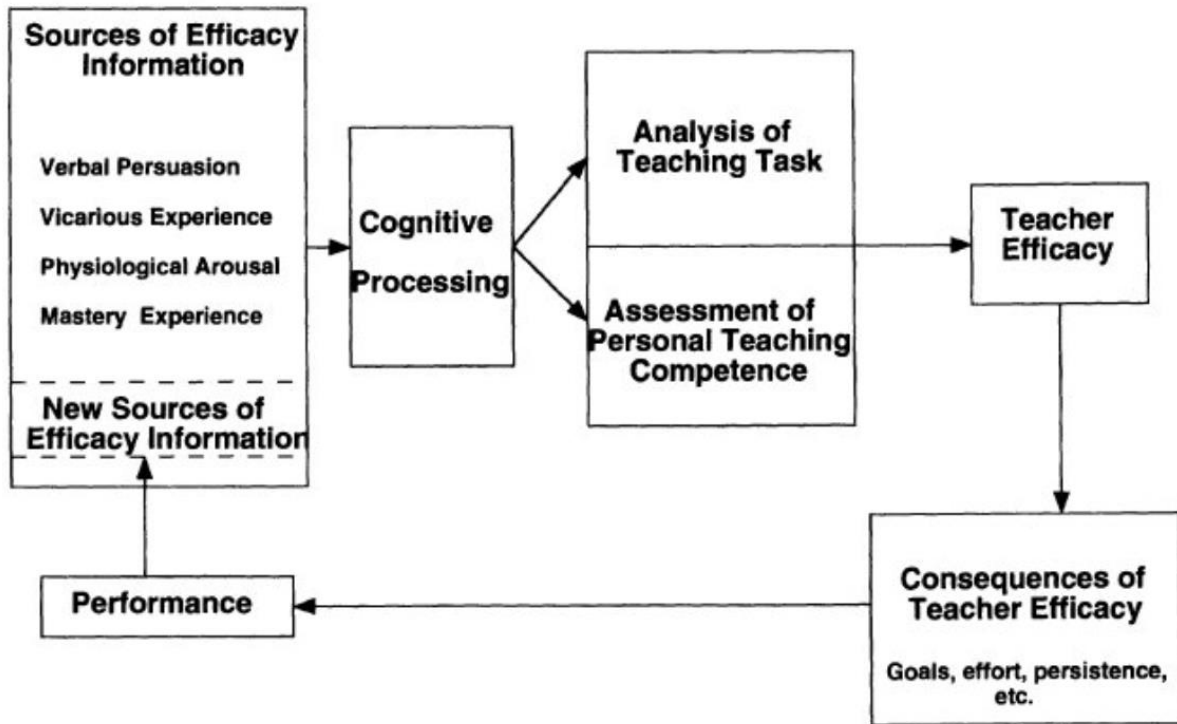 Sources of Efficacy
Information
Verbal Persuasion
Vicarious Experience
Physiological Arousal
Mastery Experience
New Sources of
Efficacy Information
Cognitive
Processing
Analysis of
Teaching Task
Assessment of
Personal Teaching
Competence
Teacher
Efficacy
Consequences of
Teacher Efficacy
Goals, effort, persistence,
etc.
Performance